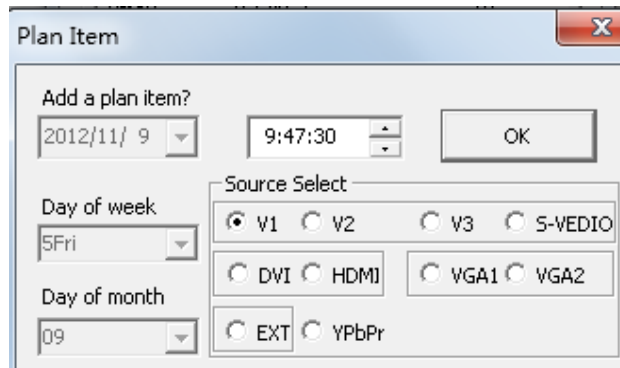 Plan Item
Add a plan item?
2012/11/ 9 9:47:30 OK
Source Select
Day of week
V1 V2 V3 S-VEDIO
5Fri
DVI HDMI VGA1 VGA2
Day of month
09
EXT YPbPr